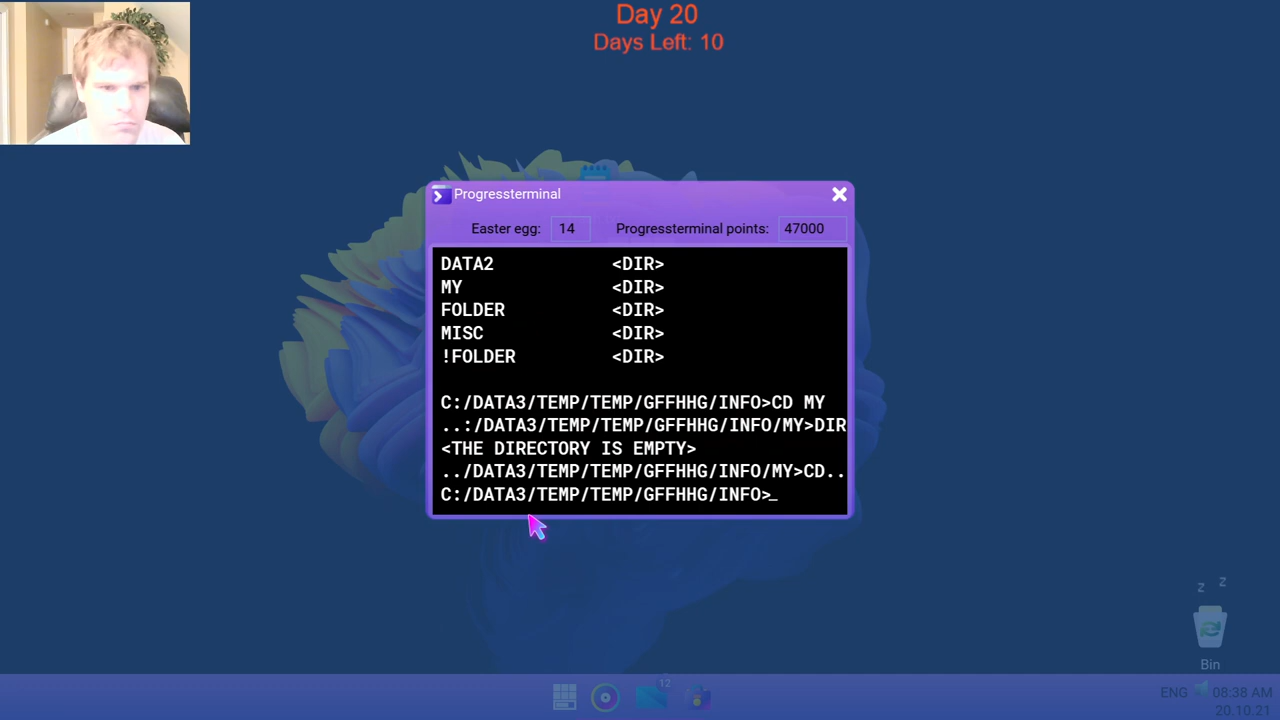 Day 20
Days Left: 10
Progressterminal
Easter egg: 14 Progressterminal points: 47000
DATA2 <DIR>
MY <DIR>
FOLDER <DIR>
MISC <DIR>
!FOLDER <DIR>
C:/DATA3/TEMP/TEMP/GFFHHG/INFO>CD MY
..:/DATA3/TEMP/TEMP/GFFHHG/INFO/MY>DIR
<THE DIRECTORY IS EMPTY>
../DATA3/TEMP/TEMP/GFFHHG/INFO/MY>CD..
C:/DATA3/TEMP/TEMP/GFFHHG/INFO>_
z z
Bin
12
ENG 08:38 AM
20.10.21